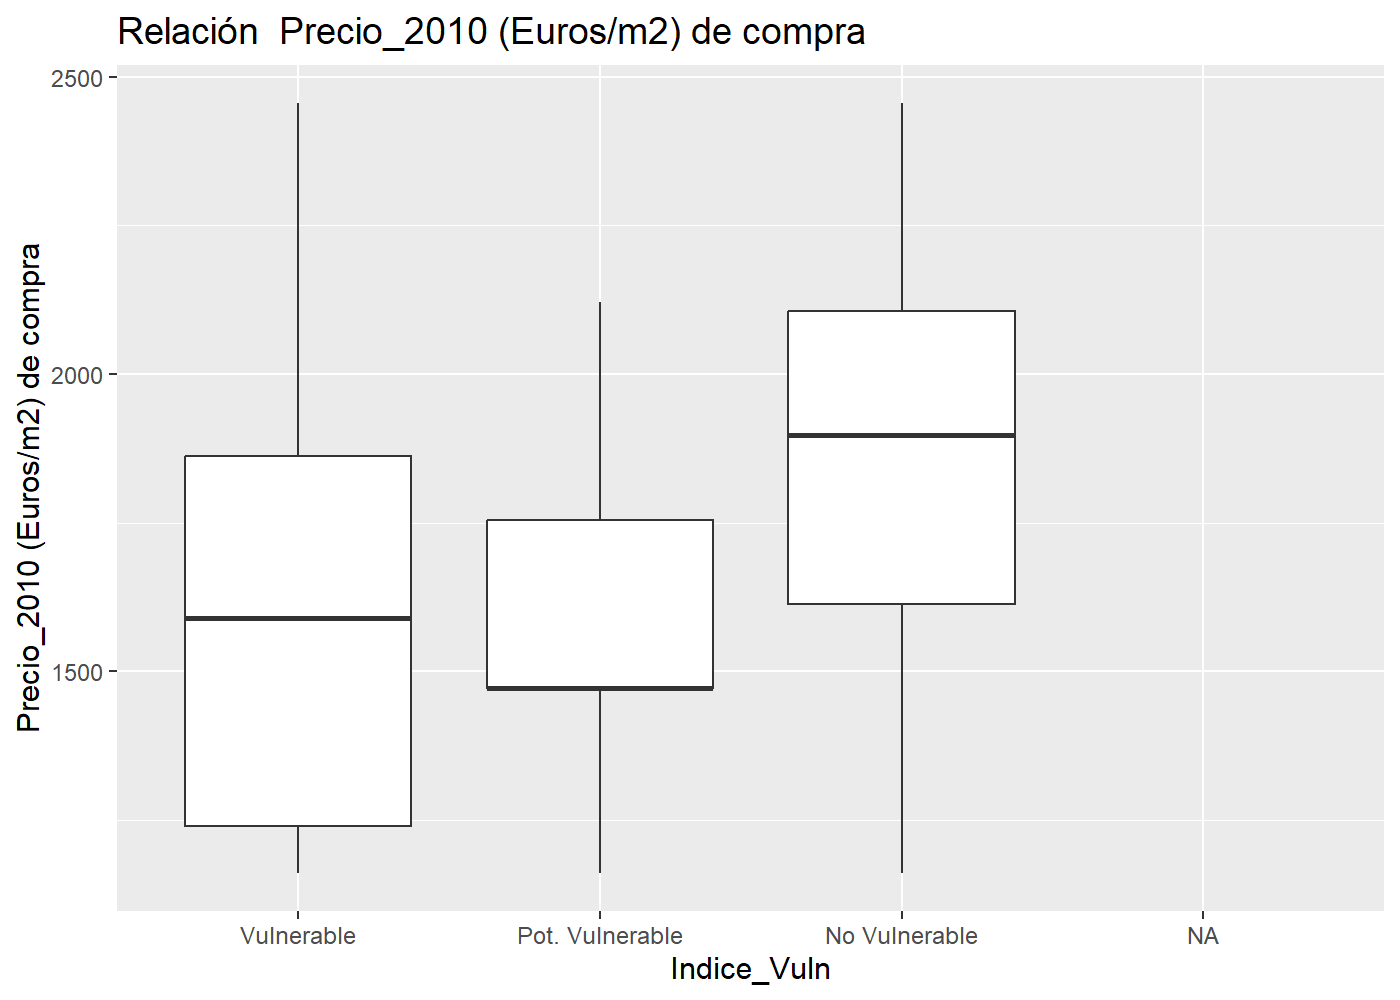 Relación  Precio_2010 (Euros/m2) de compra
Precio_2010 (Euros/m2) de compra
2500
2000
1500
Vulnerable
Pot. Vulnerable
No Vulnerable
NA
Indice_Vuln